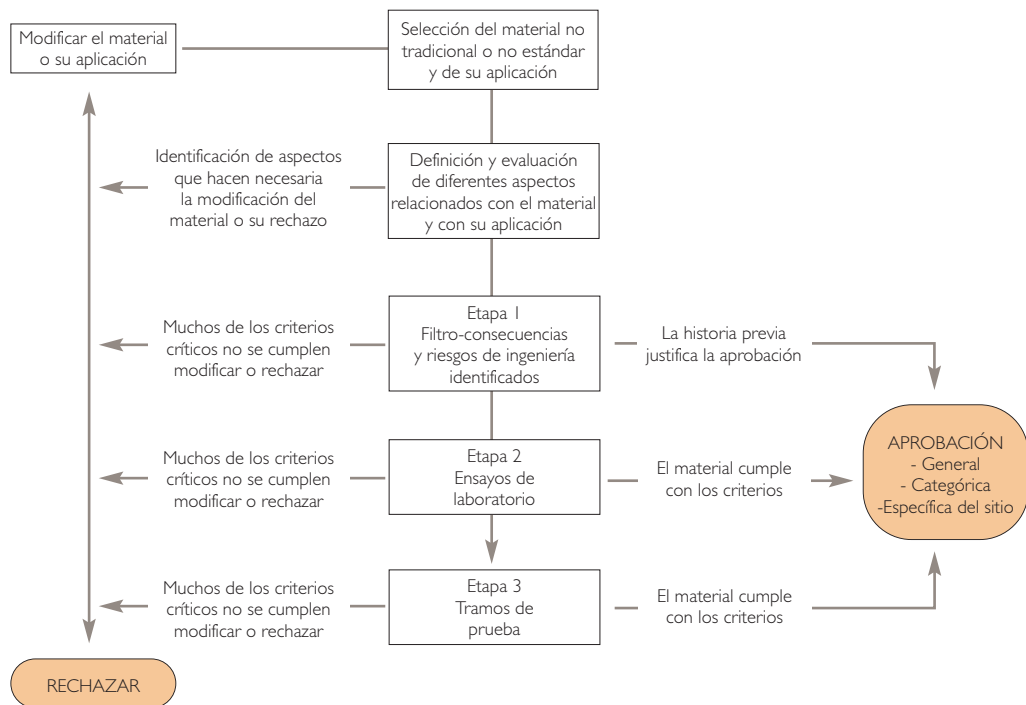 Modificar el material
o su aplicación
Selección del material no
tradicional o no estándar
y de su aplicación
Identificación de aspectos
que hacen necesaria
la modificación del
material o su rechazo
Definición y evaluación
de diferentes aspectos
relacionados con el material
y con su aplicación
Muchos de los criterios
críticos no se cumplen
modificar o rechazar
Etapa 1
Filtro-consecuencias
y riesgos de ingeniería
identificados
La historia previa
justifica la aprobación
Muchos de los criterios
críticos no se cumplen
modificar o rechazar
Etapa 2
Ensayos de
laboratorio
El material cumple
con los criterios
APROBACIÓN
- General
- Categórica
-Específica del sitio
Muchos de los criterios
críticos no se cumplen
modificar o rechazar
Etapa 3
Tramos de
prueba
El material cumple
con los criterios
RECHAZAR